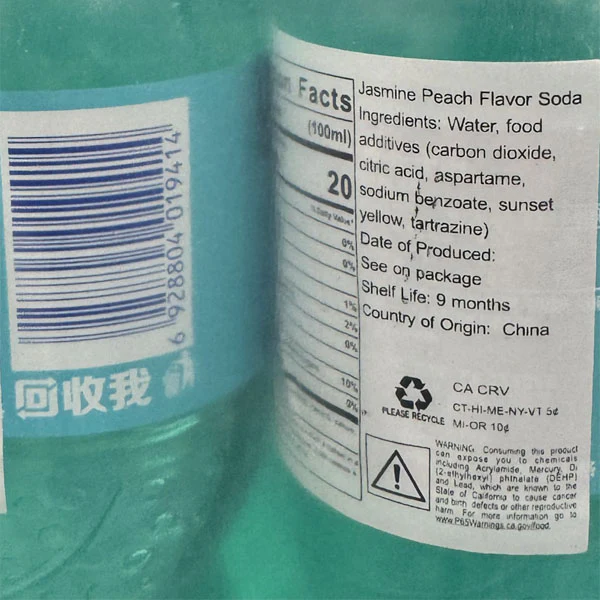 6 928804 019414
回收我
Facts
(100ml)
20
% Daily Value*
0%
0%
1%
2%
0%
10%
0%
Jasmine Peach Flavor Soda
Ingredients: Water, food
additives (carbon dioxide,
citric acid, aspartame,
sodium benzoate, sunset
yellow, tartrazine)
Date of Produced:
See on package
Shelf Life: 9 months
Country of Origin: China
PLEASE RECYCLE
CA CRV
CT-HI-ME-NY-VT 5¢
MI-OR 10¢
WARNING: Consuming this product
can expose you to chemicals
including Acrylamide, Mercury, Di
(2-ethylhexyl) phthalate (DEHP)
and Lead, which are known to the
State of California to cause cancer
and birth defects or other reproductive
harm. For more information go to
www.P65Warnings.ca.gov/food.